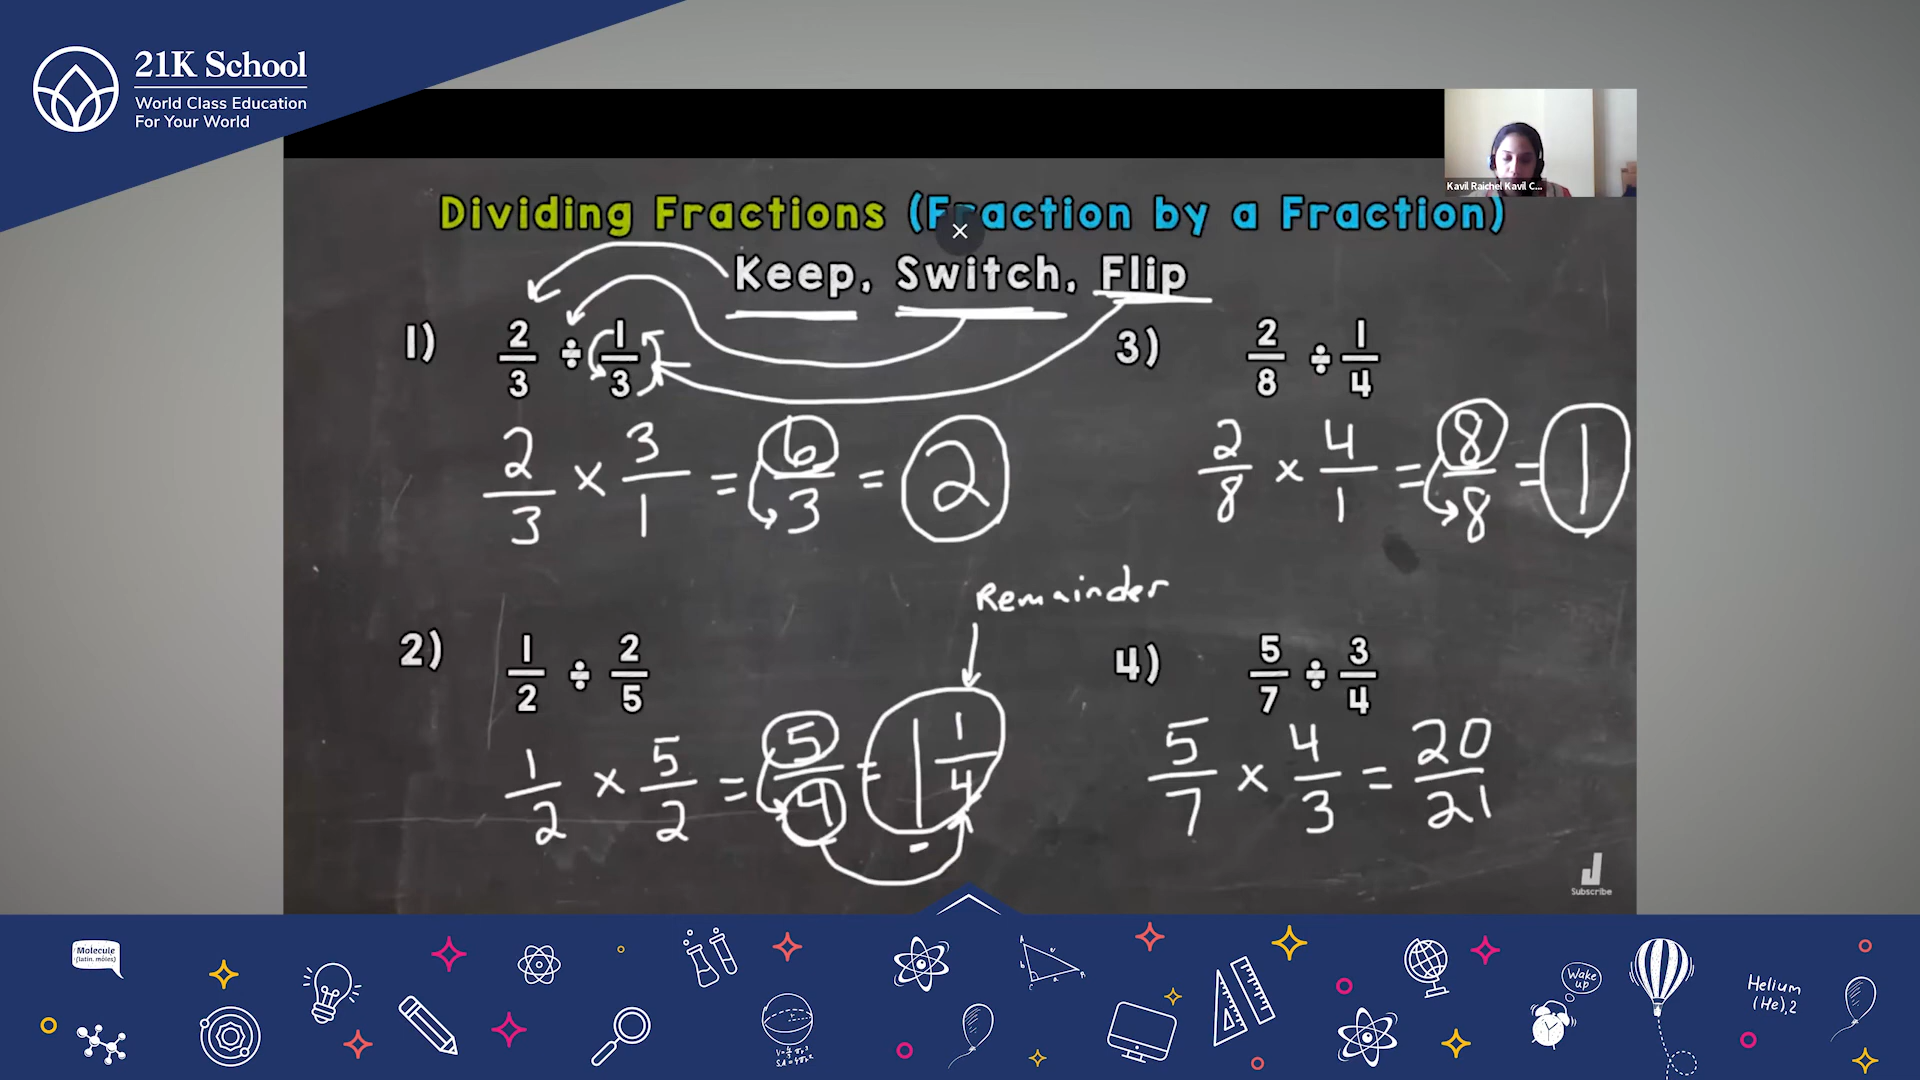 21K School
World Class Education
For Your World
Kavil Raichel Kavil C...
Dividing Fractions (Fraction by a Fraction)
Keep, Switch, Flip
1) 2/3 ÷ 1/3
2/3 × 3/1 = 6/3 = 2
3) 2/8 ÷ 1/4
2/8 × 4/1 = 8/8 = 1
Remainder
2) 1/2 ÷ 2/5
1/2 × 5/2 = 5/4 = 1 1/4
4) 5/7 ÷ 3/4
5/7 × 4/3 = 20/21
J
Subscribe
Molecule
(latin. móles)
Wake
up
Helium
(He),2